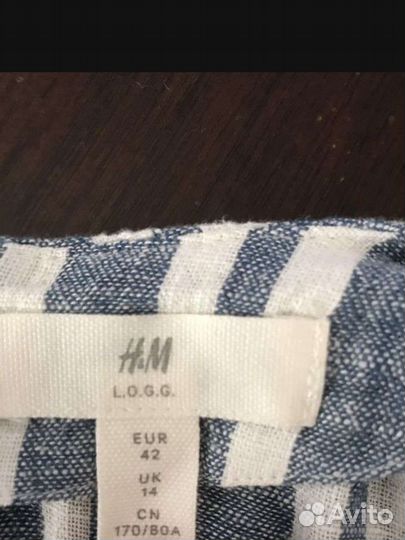 H&M
L.O.G.G.
EUR
42
UK
14
CN
170/80A
Avito